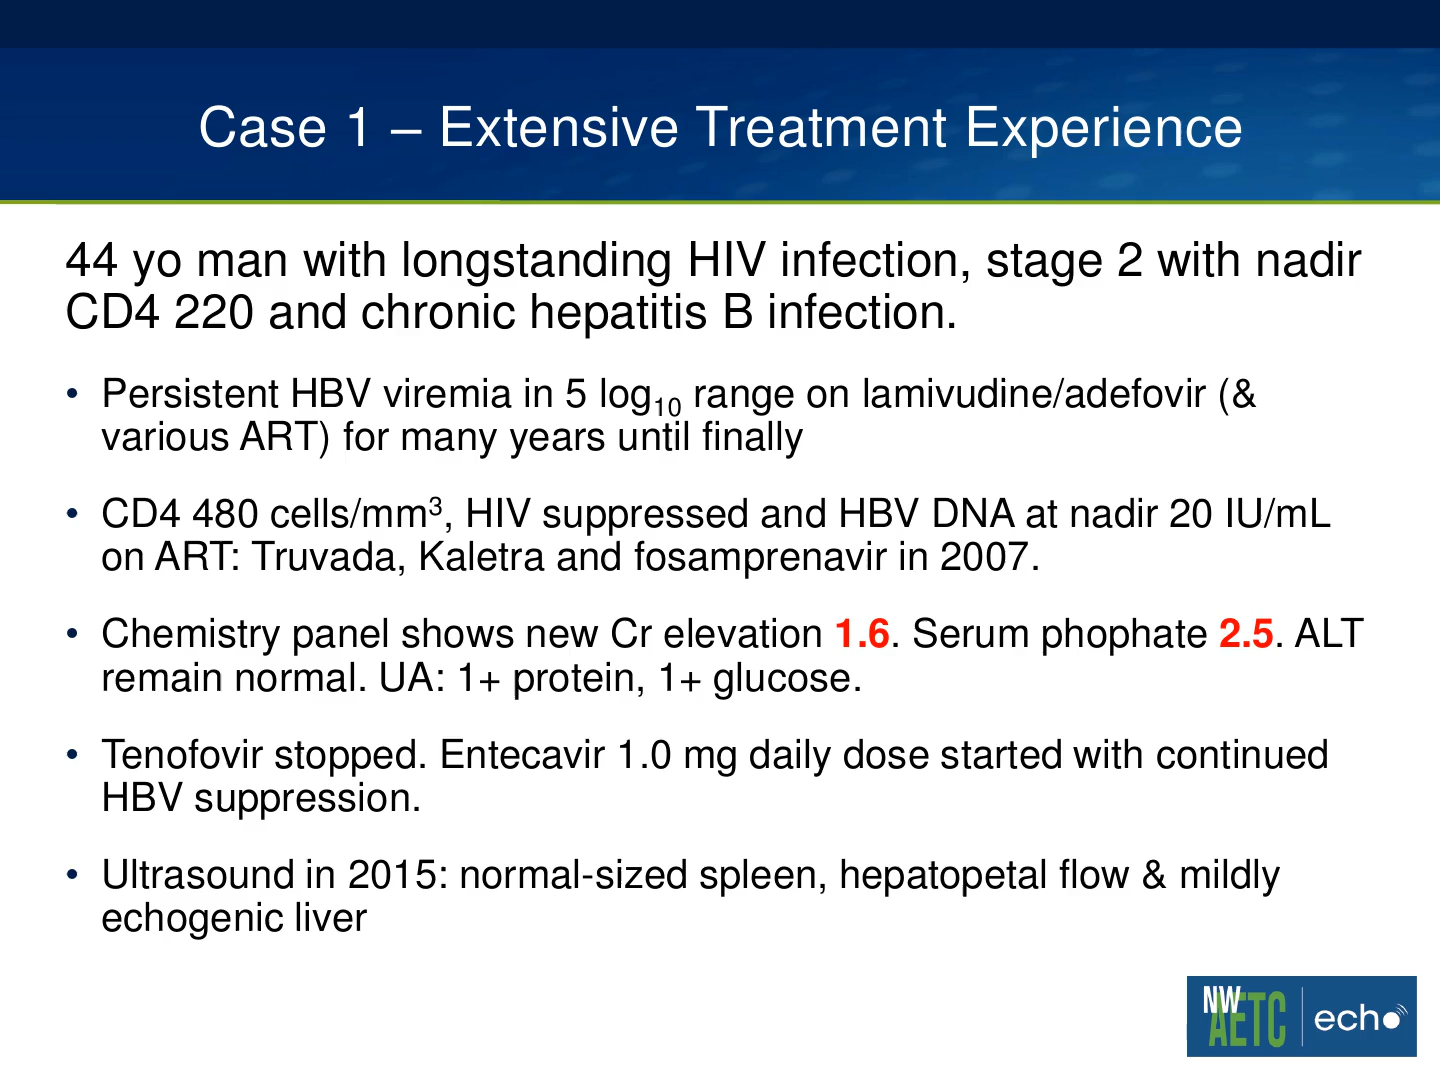 Case 1 – Extensive Treatment Experience
44 yo man with longstanding HIV infection, stage 2 with nadir
CD4 220 and chronic hepatitis B infection.
• Persistent HBV viremia in 5 log₁₀ range on lamivudine/adefovir (&
various ART) for many years until finally
• CD4 480 cells/mm³, HIV suppressed and HBV DNA at nadir 20 IU/mL
on ART: Truvada, Kaletra and fosamprenavir in 2007.
• Chemistry panel shows new Cr elevation 1.6. Serum phophate 2.5. ALT
remain normal. UA: 1+ protein, 1+ glucose.
• Tenofovir stopped. Entecavir 1.0 mg daily dose started with continued
HBV suppression.
• Ultrasound in 2015: normal-sized spleen, hepatopetal flow & mildly
echogenic liver
NW AETC echo